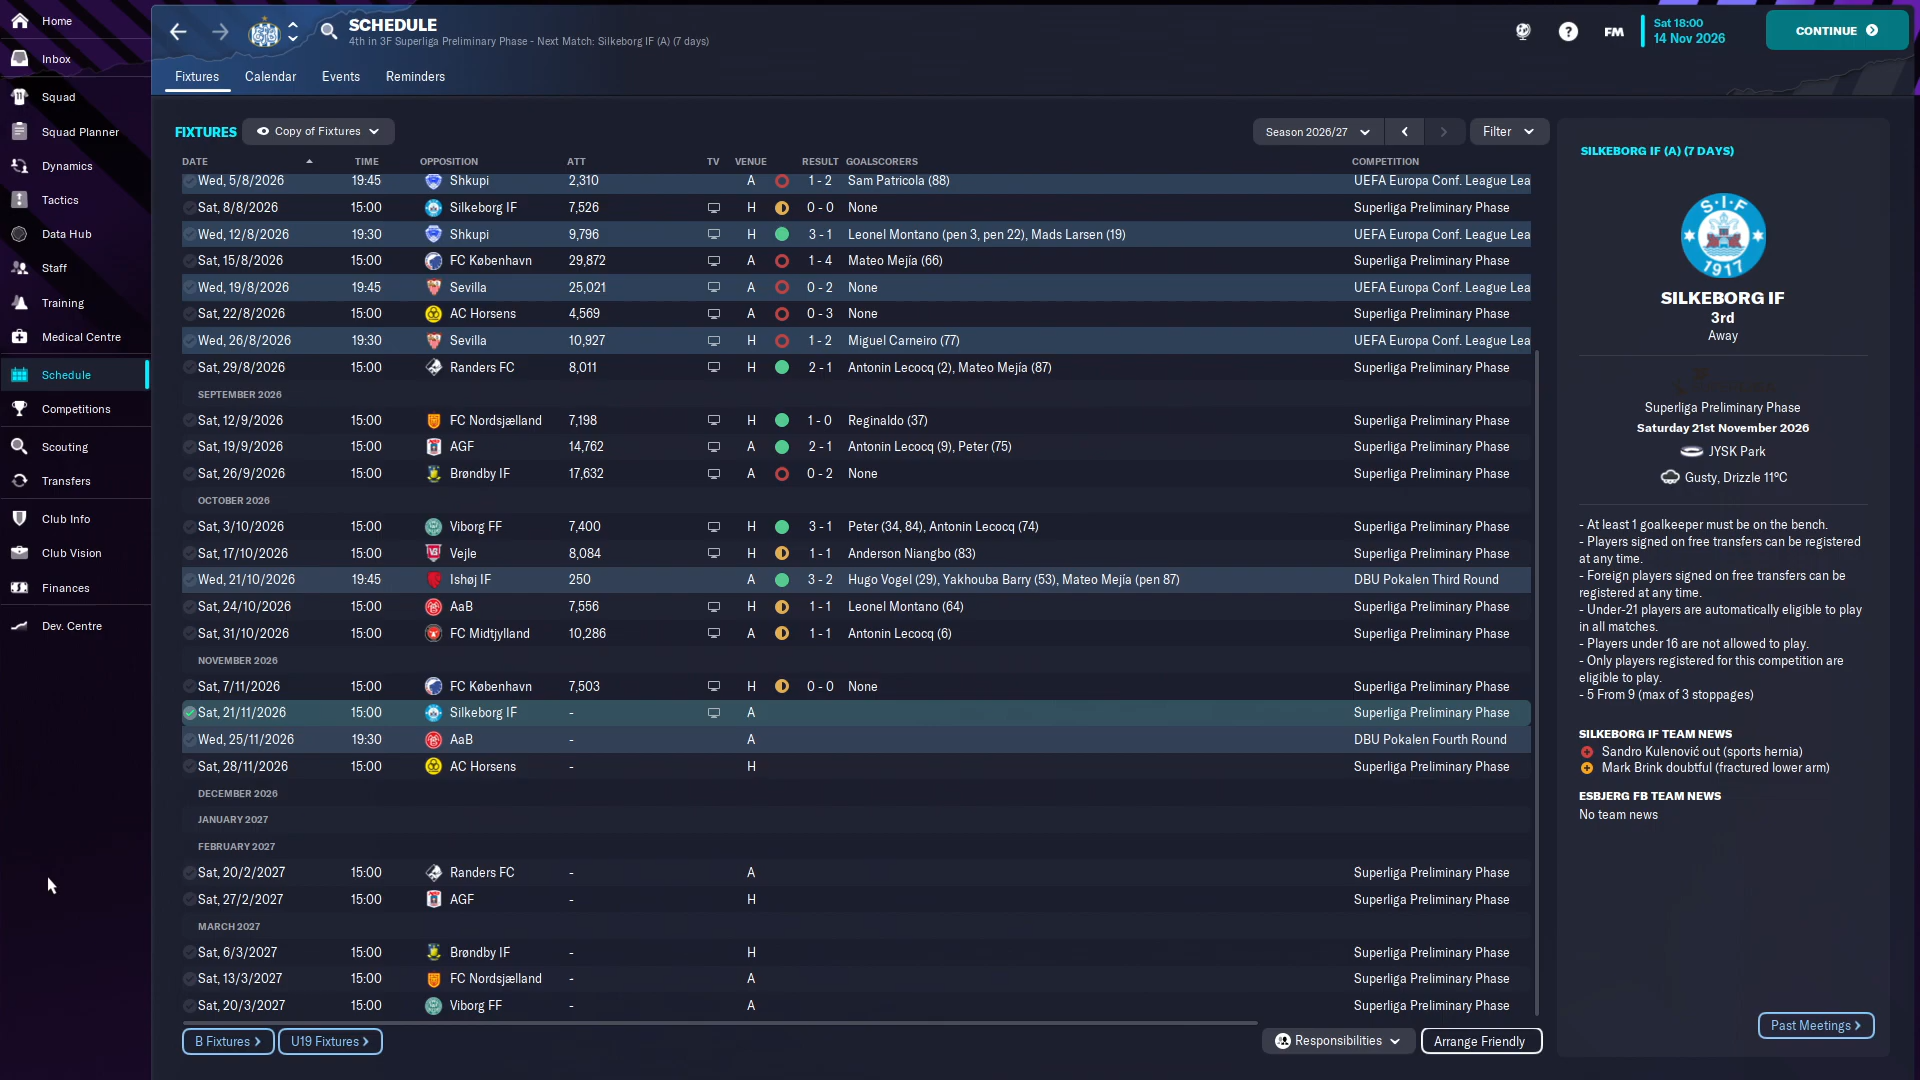 Home
Inbox
Squad
Squad Planner
Dynamics
Tactics
Data Hub
Staff
Training
Medical Centre
Schedule
Competitions
Scouting
Transfers
Club Info
Club Vision
Finances
Dev. Centre
SCHEDULE
4th in 3F Superliga Preliminary Phase - Next Match: Silkeborg IF (A) (7 days)
FM
Sat 18:00
14 Nov 2026
CONTINUE
Fixtures Calendar Events Reminders
FIXTURES Copy of Fixtures Season 2026/27 Filter
DATE TIME OPPOSITION ATT TV VENUE RESULT GOALSCORERS COMPETITION
Wed, 5/8/2026 19:45 Shkupi 2,310 A 1 - 2 Sam Patricola (88) UEFA Europa Conf. League Lea
Sat, 8/8/2026 15:00 Silkeborg IF 7,526 H 0 - 0 None Superliga Preliminary Phase
Wed, 12/8/2026 19:30 Shkupi 9,796 H 3 - 1 Leonel Montano (pen 3, pen 22), Mads Larsen (19) UEFA Europa Conf. League Lea
Sat, 15/8/2026 15:00 FC København 29,872 A 1 - 4 Mateo Mejía (66) Superliga Preliminary Phase
Wed, 19/8/2026 19:45 Sevilla 25,021 A 0 - 2 None UEFA Europa Conf. League Lea
Sat, 22/8/2026 15:00 AC Horsens 4,569 A 0 - 3 None Superliga Preliminary Phase
Wed, 26/8/2026 19:30 Sevilla 10,927 H 1 - 2 Miguel Carneiro (77) UEFA Europa Conf. League Lea
Sat, 29/8/2026 15:00 Randers FC 8,011 H 2 - 1 Antonin Lecocq (2), Mateo Mejía (87) Superliga Preliminary Phase
SEPTEMBER 2026
Sat, 12/9/2026 15:00 FC Nordsjælland 7,198 H 1 - 0 Reginaldo (37) Superliga Preliminary Phase
Sat, 19/9/2026 15:00 AGF 14,762 A 2 - 1 Antonin Lecocq (9), Peter (75) Superliga Preliminary Phase
Sat, 26/9/2026 15:00 Brøndby IF 17,632 A 0 - 2 None Superliga Preliminary Phase
OCTOBER 2026
Sat, 3/10/2026 15:00 Viborg FF 7,400 H 3 - 1 Peter (34, 84), Antonin Lecocq (74) Superliga Preliminary Phase
Sat, 17/10/2026 15:00 Vejle 8,084 H 1 - 1 Anderson Niangbo (83) Superliga Preliminary Phase
Wed, 21/10/2026 19:45 Ishøj IF 250 A 3 - 2 Hugo Vogel (29), Yakhouba Barry (53), Mateo Mejía (pen 87) DBU Pokalen Third Round
Sat, 24/10/2026 15:00 AaB 7,556 H 1 - 1 Leonel Montano (64) Superliga Preliminary Phase
Sat, 31/10/2026 15:00 FC Midtjylland 10,286 A 1 - 1 Antonin Lecocq (6) Superliga Preliminary Phase
NOVEMBER 2026
Sat, 7/11/2026 15:00 FC København 7,503 H 0 - 0 None Superliga Preliminary Phase
Sat, 21/11/2026 15:00 Silkeborg IF - A Superliga Preliminary Phase
Wed, 25/11/2026 19:30 AaB - A DBU Pokalen Fourth Round
Sat, 28/11/2026 15:00 AC Horsens - H Superliga Preliminary Phase
DECEMBER 2026
JANUARY 2027
FEBRUARY 2027
Sat, 20/2/2027 15:00 Randers FC - A Superliga Preliminary Phase
Sat, 27/2/2027 15:00 AGF - H Superliga Preliminary Phase
MARCH 2027
Sat, 6/3/2027 15:00 Brøndby IF - H Superliga Preliminary Phase
Sat, 13/3/2027 15:00 FC Nordsjælland - A Superliga Preliminary Phase
Sat, 20/3/2027 15:00 Viborg FF - A Superliga Preliminary Phase
B Fixtures U19 Fixtures Responsibilities Arrange Friendly
SILKEBORG IF (A) (7 DAYS)
S.I.F
1917
SILKEBORG IF
3rd
Away
Superliga Preliminary Phase
Saturday 21st November 2026
JYSK Park
Gusty, Drizzle 11°C
- At least 1 goalkeeper must be on the bench.
- Players signed on free transfers can be registered
at any time.
- Foreign players signed on free transfers can be
registered at any time.
- Under-21 players are automatically eligible to play
in all matches.
- Players under 16 are not allowed to play.
- Only players registered for this competition are
eligible to play.
- 5 From 9 (max of 3 stoppages)
SILKEBORG IF TEAM NEWS
Sandro Kulenović out (sports hernia)
Mark Brink doubtful (fractured lower arm)
ESBJERG FB TEAM NEWS
No team news
Past Meetings